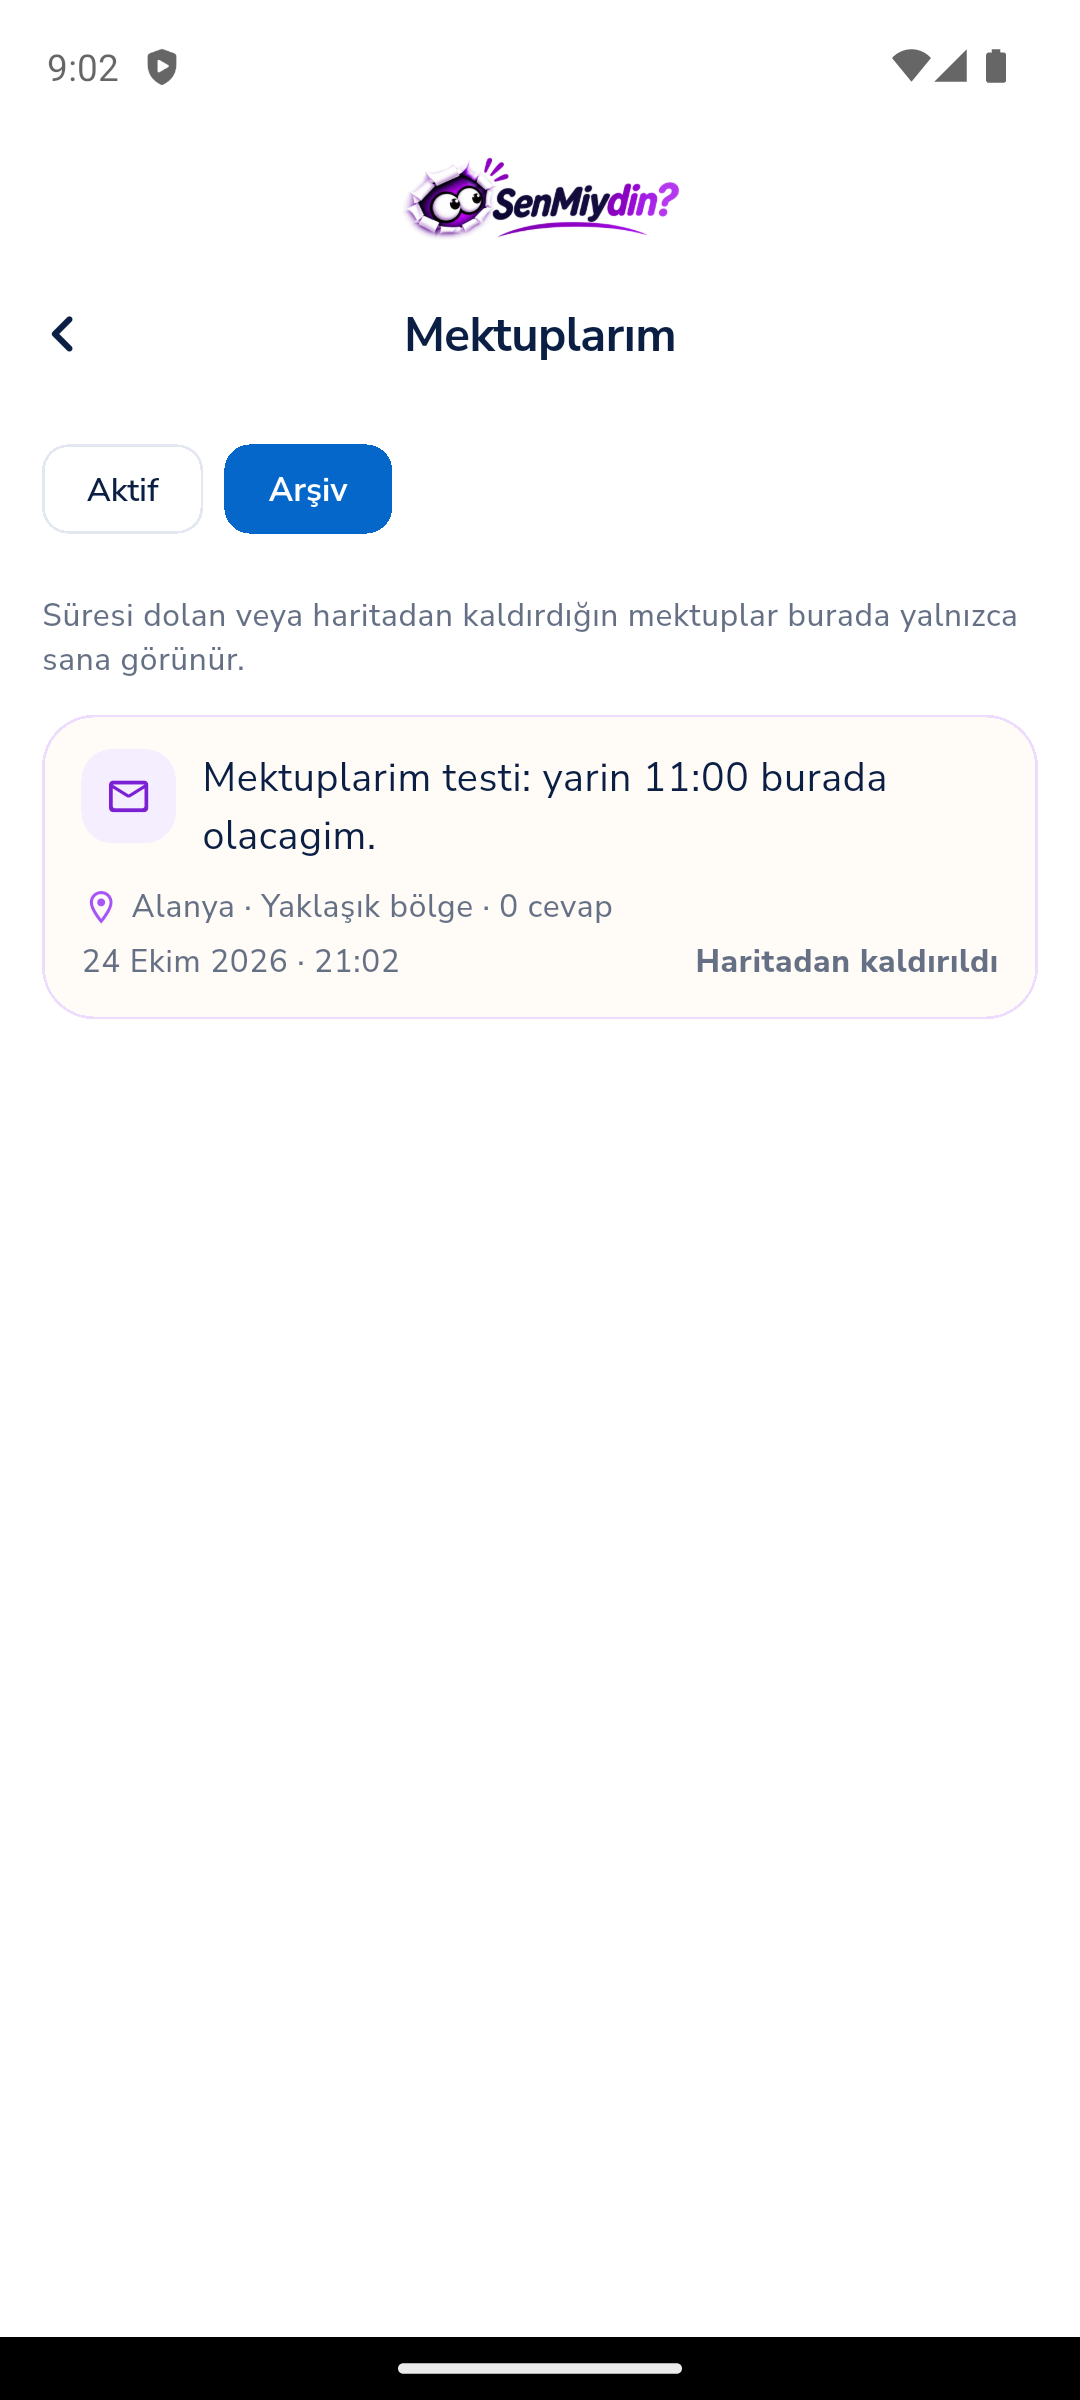 9:02
SenMiydin?
Mektuplarım
Aktif
Arşiv
Süresi dolan veya haritadan kaldırdığın mektuplar burada yalnızca
sana görünür.
Mektuplarim testi: yarin 11:00 burada
olacagim.
Alanya · Yaklaşık bölge · 0 cevap
24 Ekim 2026 · 21:02
Haritadan kaldırıldı